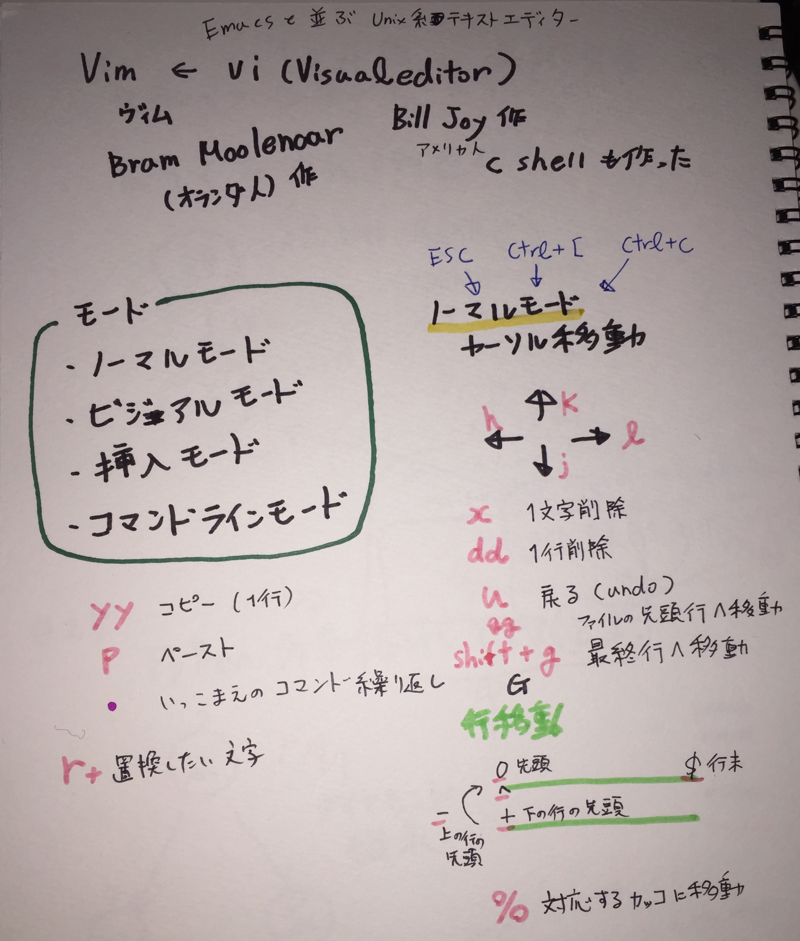 Emacsと並ぶ Unix系テキストエディター
Vim ← vi (Visualeditor)
ヴィム
Bram Moolenaar
(オランダ人) 作
Bill Joy 作
アメリカ人
C shell も作った
モード
・ノーマルモード
・ビジュアルモード
・挿入モード
・コマンドラインモード
yy コピー (1行)
p ペースト
・ いっこまえのコマンド繰り返し
r+ 置換したい文字
ESC Ctrl+[ Ctrl+C
ノーマルモード
カーソル移動
k
h l
j
x 1文字削除
dd 1行削除
u 戻る (undo)
gg ファイルの先頭行へ移動
shift+g 最終行へ移動
G
行移動
0 先頭 $ 行末
^
+ 下の行の先頭
- 上の行の
先頭
% 対応するカッコに移動